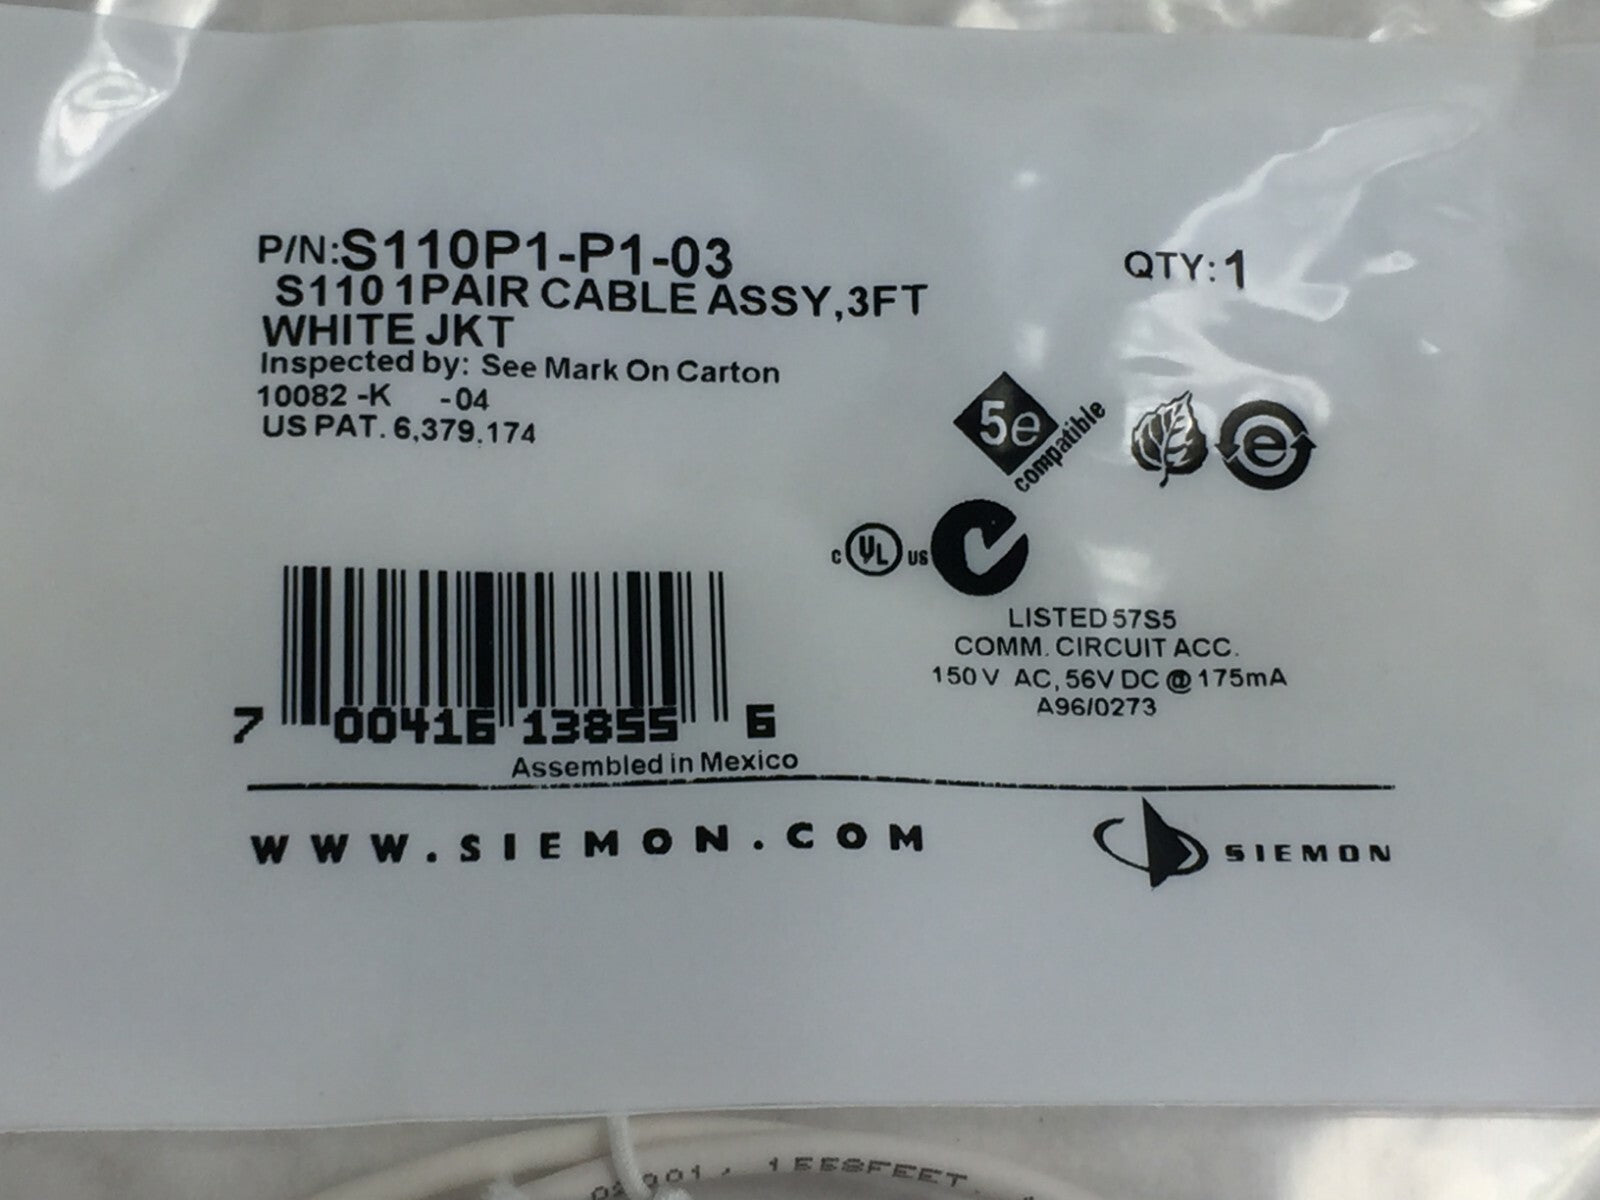 P/N:S110P1-P1-03
QTY:1
S110 1PAIR CABLE ASSY,3FT
WHITE JKT
Inspected by: See Mark On Carton
10082 -K -04
US PAT. 6,379,174
5e
compatible
e
C UL US
LISTED 57S5
COMM. CIRCUIT ACC.
150V AC, 56V DC @ 175mA
A96/0273
7 00416 13855 6
Assembled in Mexico
WWW.SIEMON.COM
SIEMON
FEET